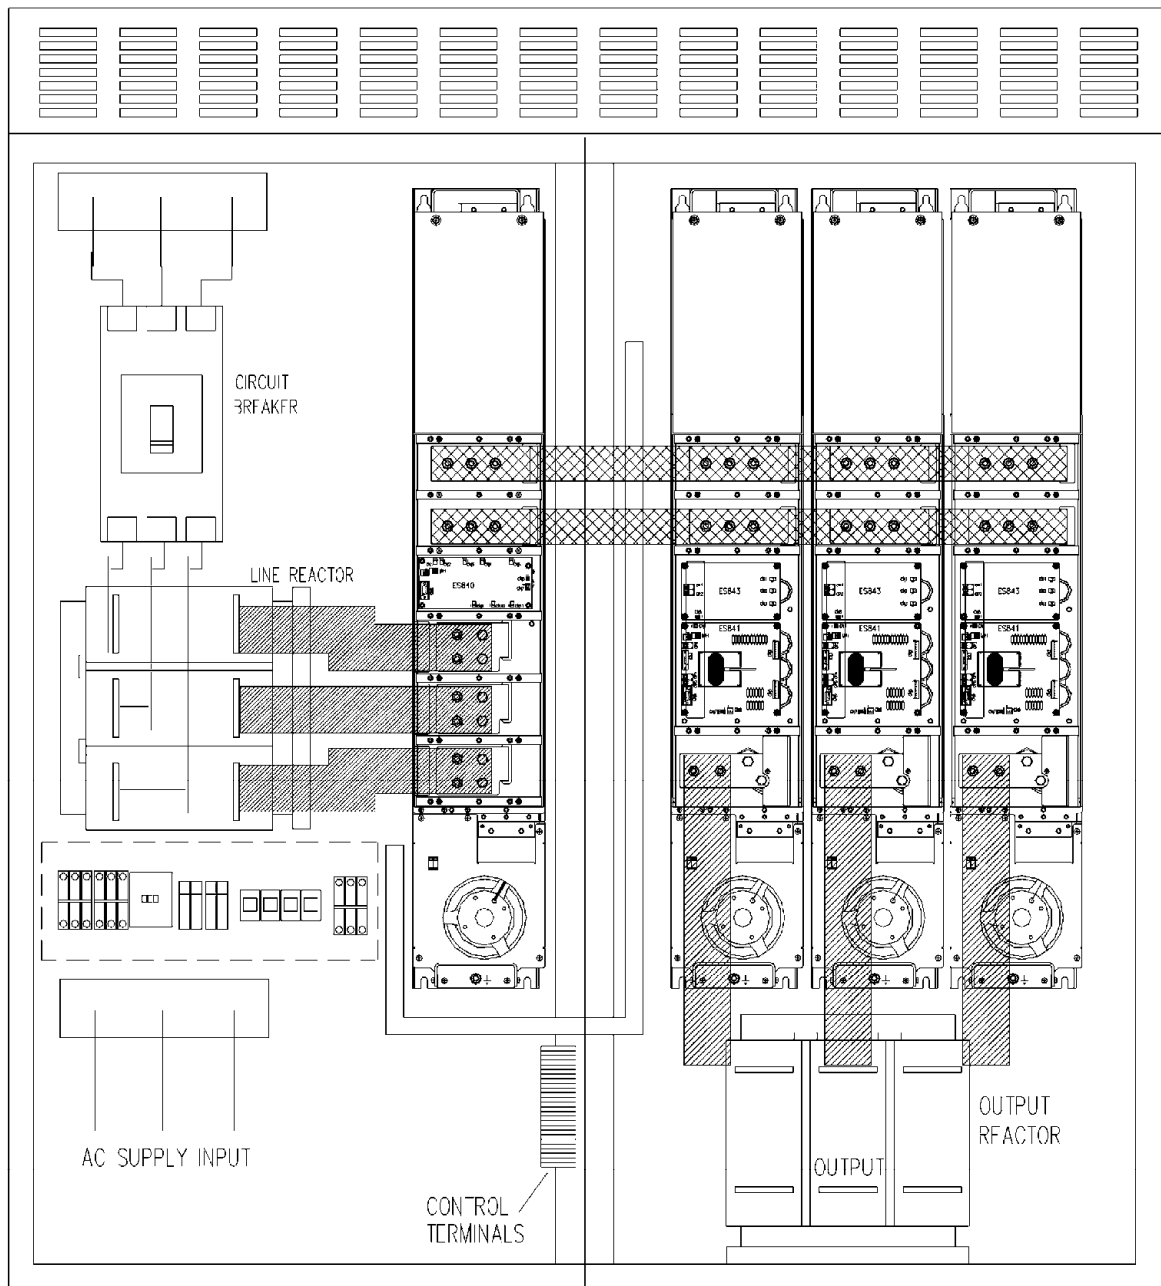 CIRCUIT
BREAKER
LINE REACTOR
ES840
ES843
ES843
ES843
ES841
ES841
ES841
AC SUPPLY INPUT
CONTROL
TERMINALS
OUTPUT
REACTOR
OUTPUT